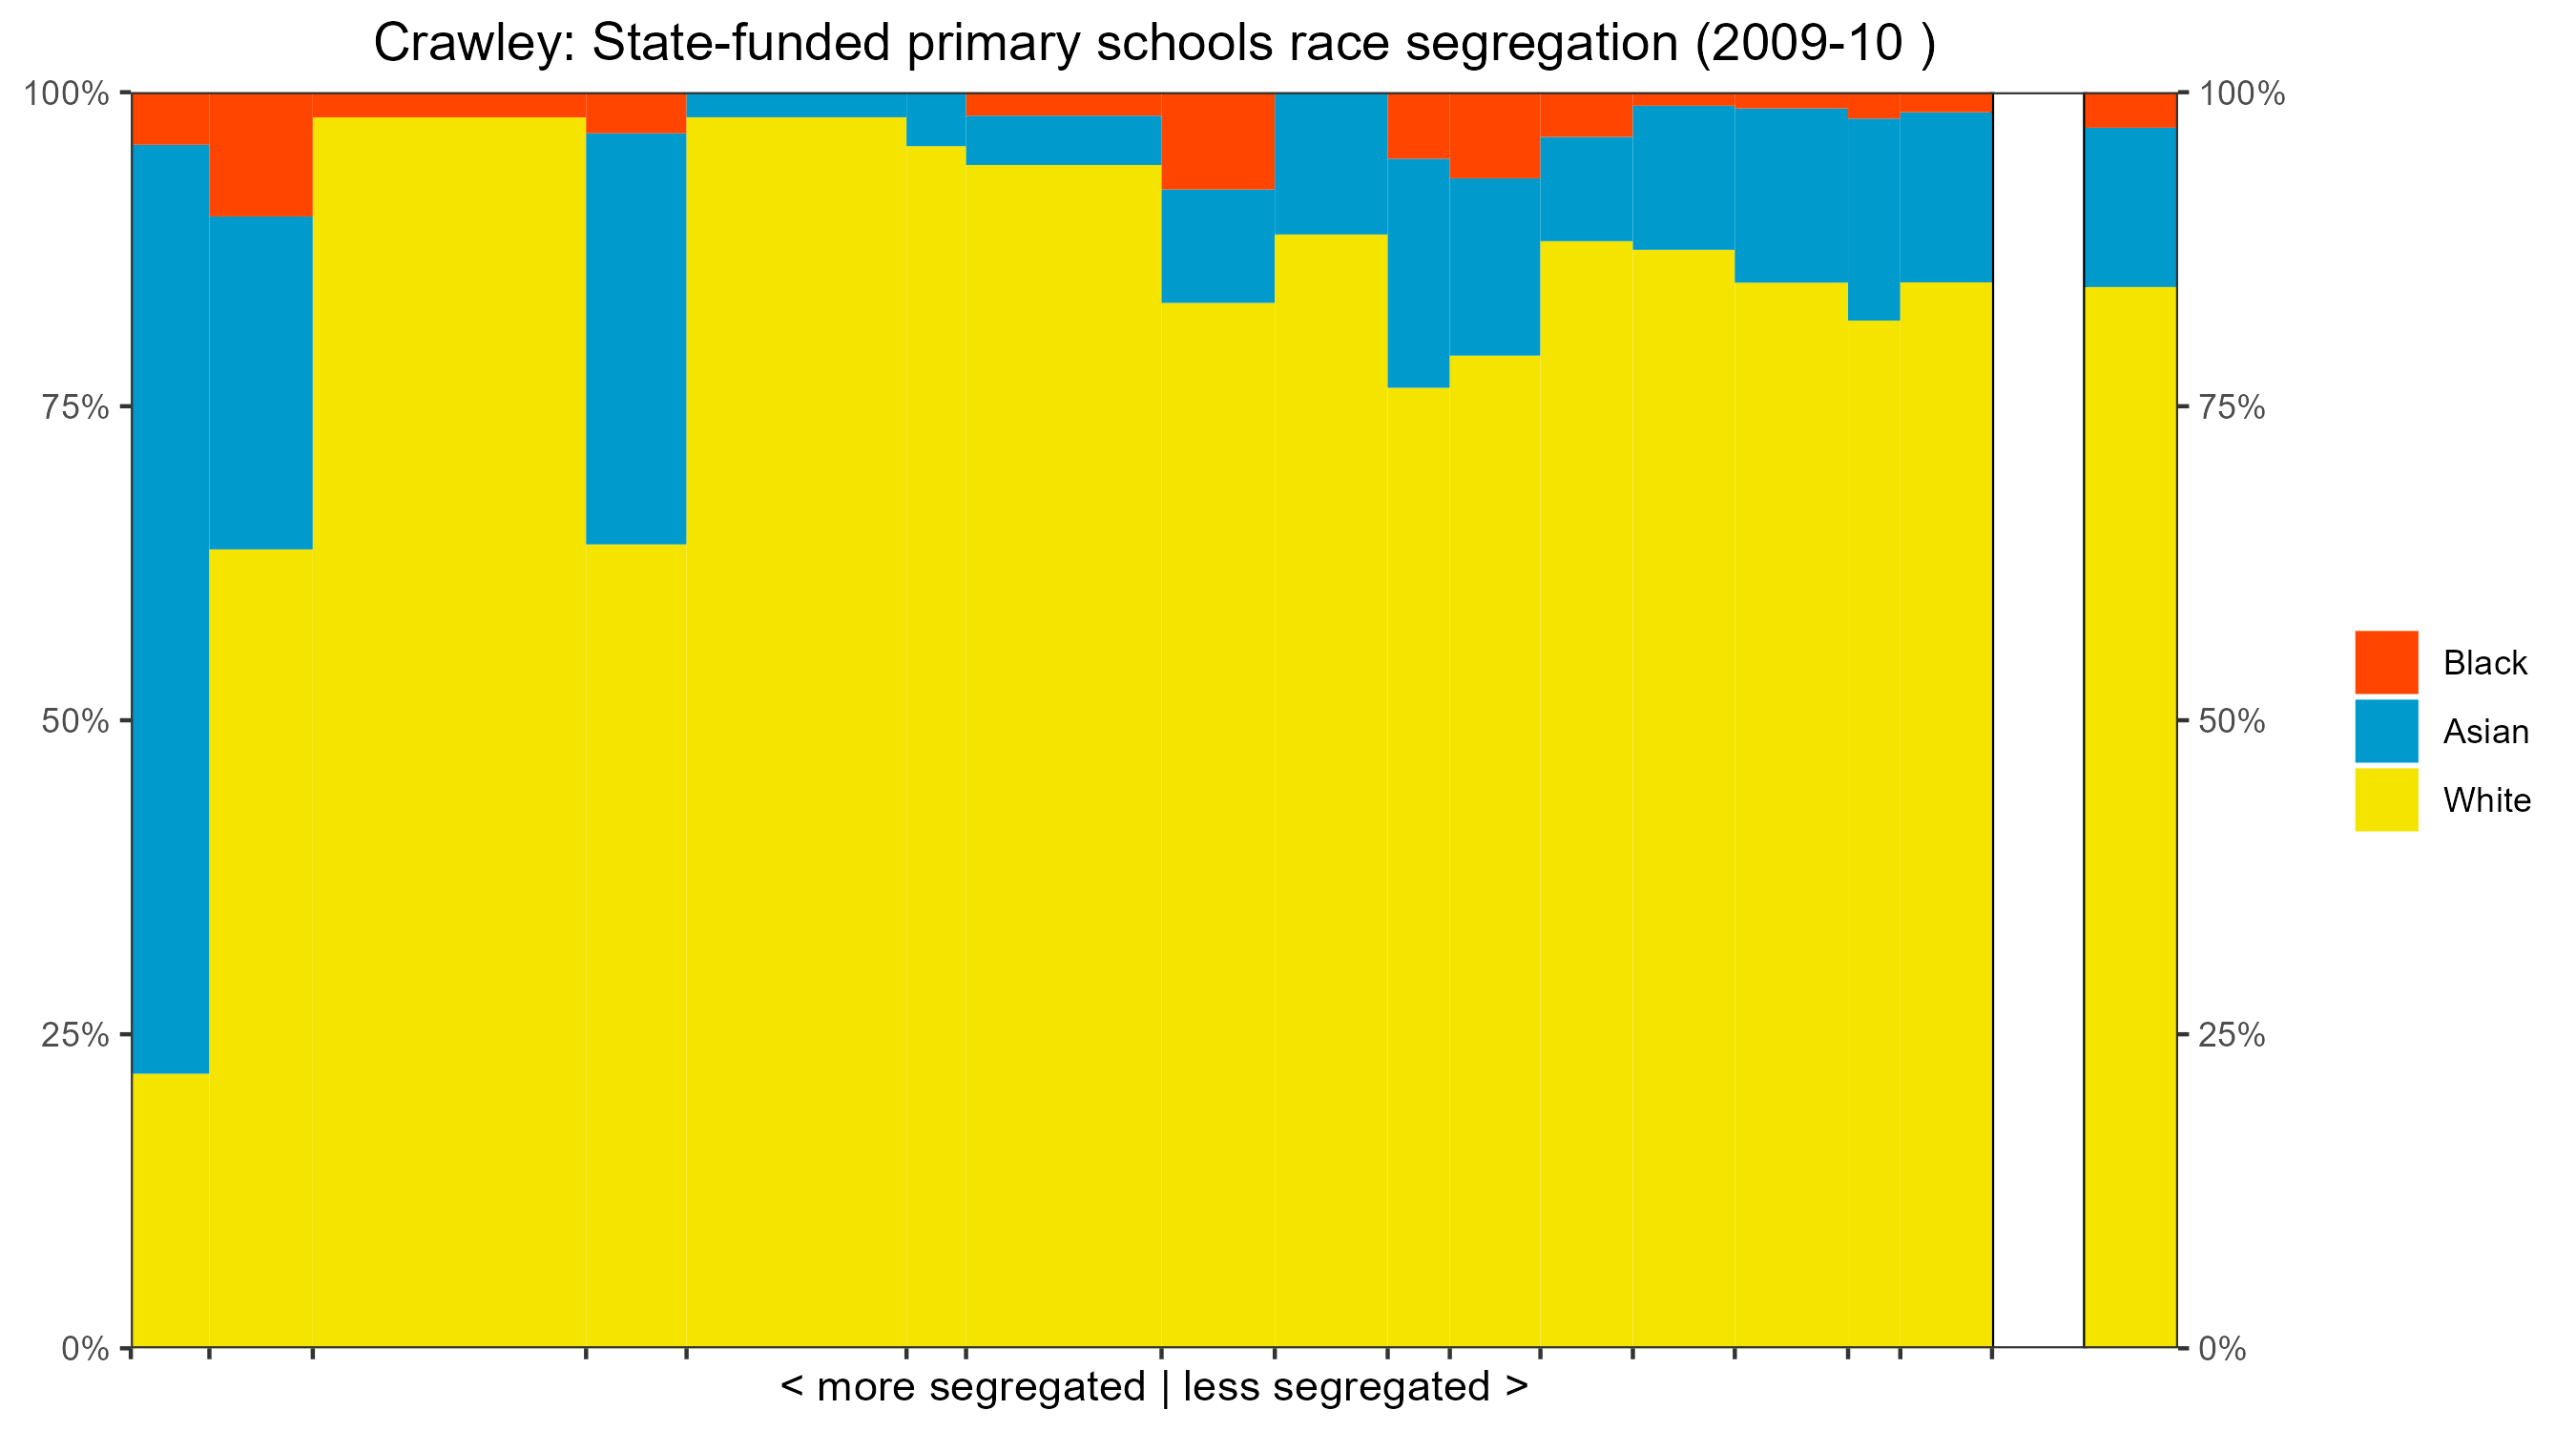 Crawley: State-funded primary schools race segregation (2009-10 )
100%
75%
50%
25%
0%
100%
75%
50%
25%
0%
< more segregated | less segregated >
Black
Asian
White